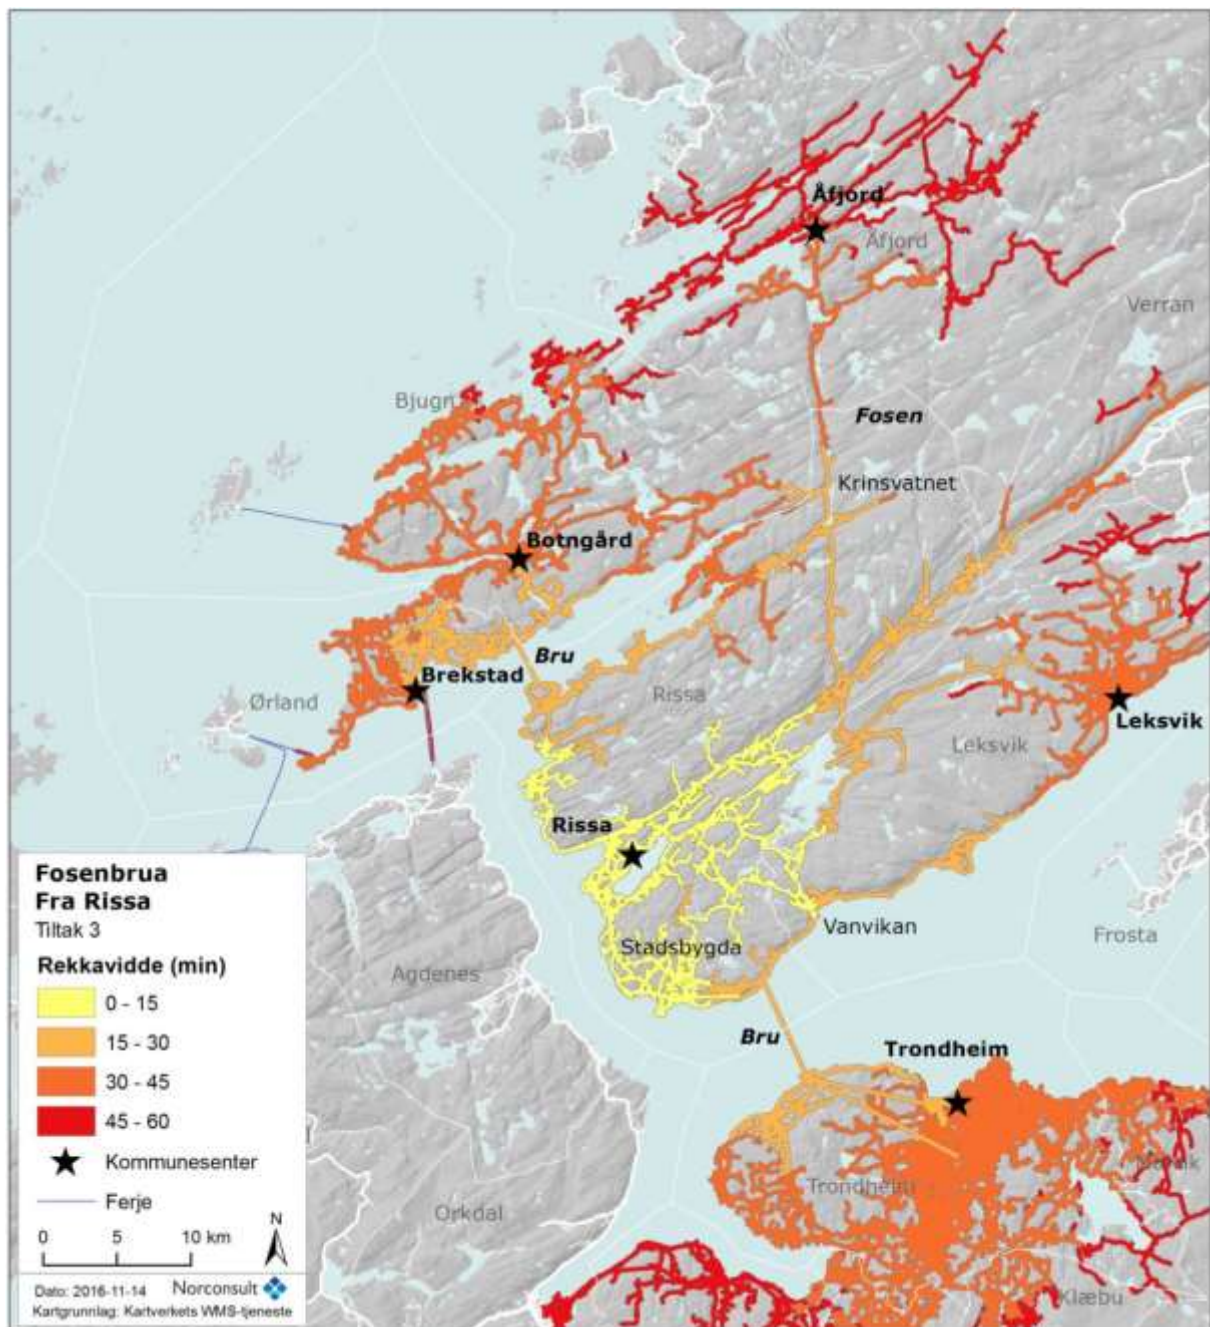 Åfjord
Åfjord
Verran
Bjugn
Fosen
Krinsvatnet
Botngård
Bru
Brekstad
Rissa
Ørland
Leksvik
Leksvik
Rissa
Vanvikan
Frosta
Stadsbygda
Agdenes
Bru
Trondheim
Trondheim
Orkdal
Klæbu
Fosenbrua
Fra Rissa
Tiltak 3
Rekkavidde (min)
0 - 15
15 - 30
30 - 45
45 - 60
Kommunesenter
Ferje
N
0 5 10 km
Dato: 2016-11-14 Norconsult
Kartgrunnlag: Kartverkets WMS-tjeneste